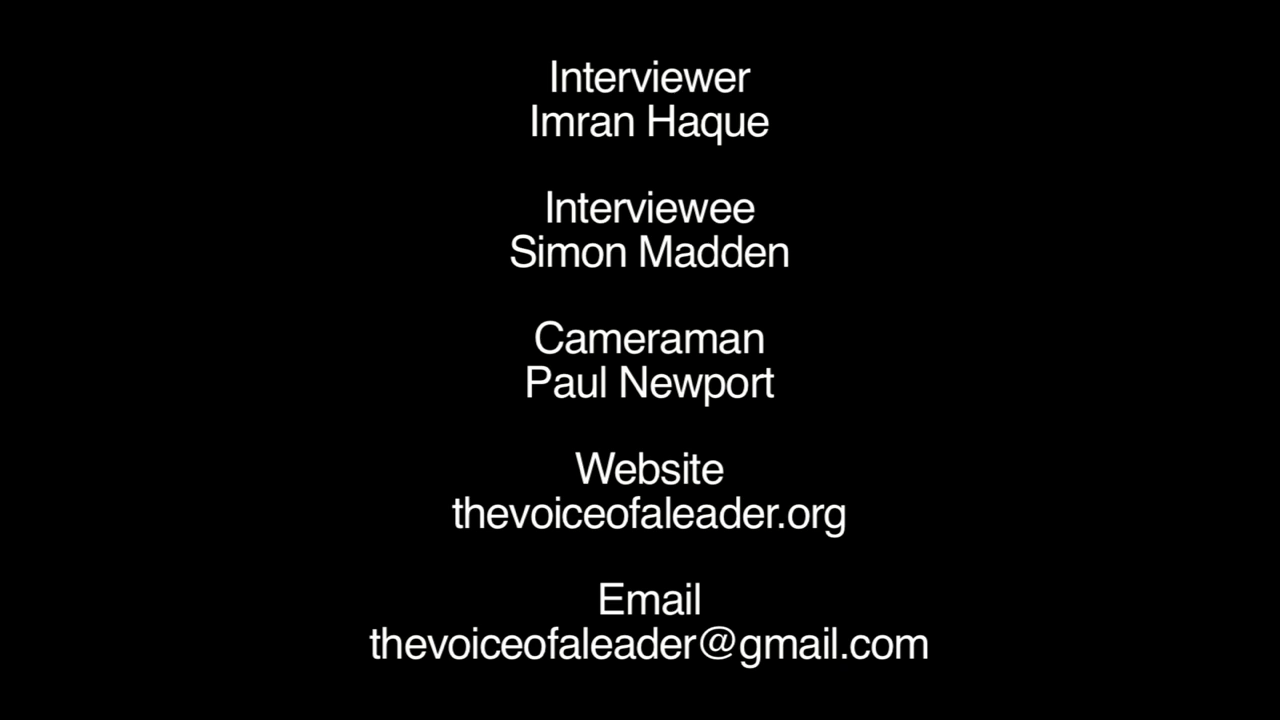 Interviewer
Imran Haque
Interviewee
Simon Madden
Cameraman
Paul Newport
Website
thevoiceofaleader.org
Email
thevoiceofaleader@gmail.com